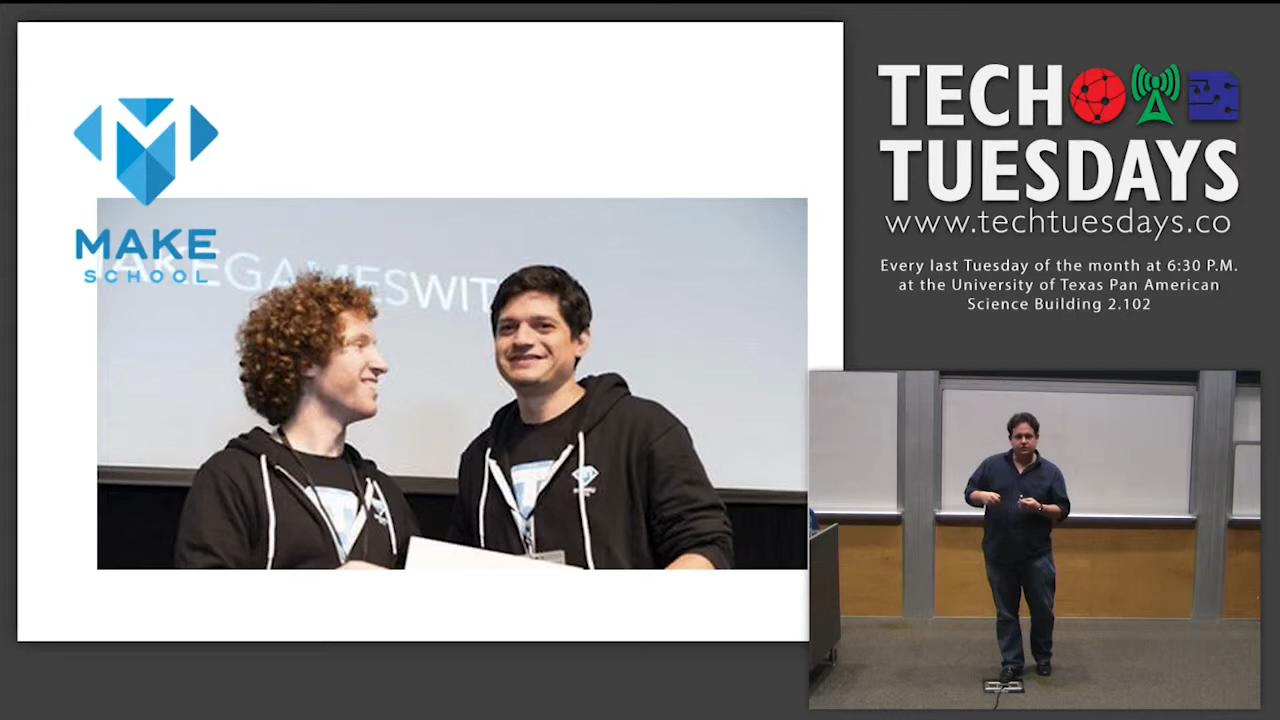 MAKE
SCHOOL
MAKEGAMESWIT
TECH
TUESDAYS
www.techtuesdays.co
Every last Tuesday of the month at 6:30 P.M.
at the University of Texas Pan American
Science Building 2.102